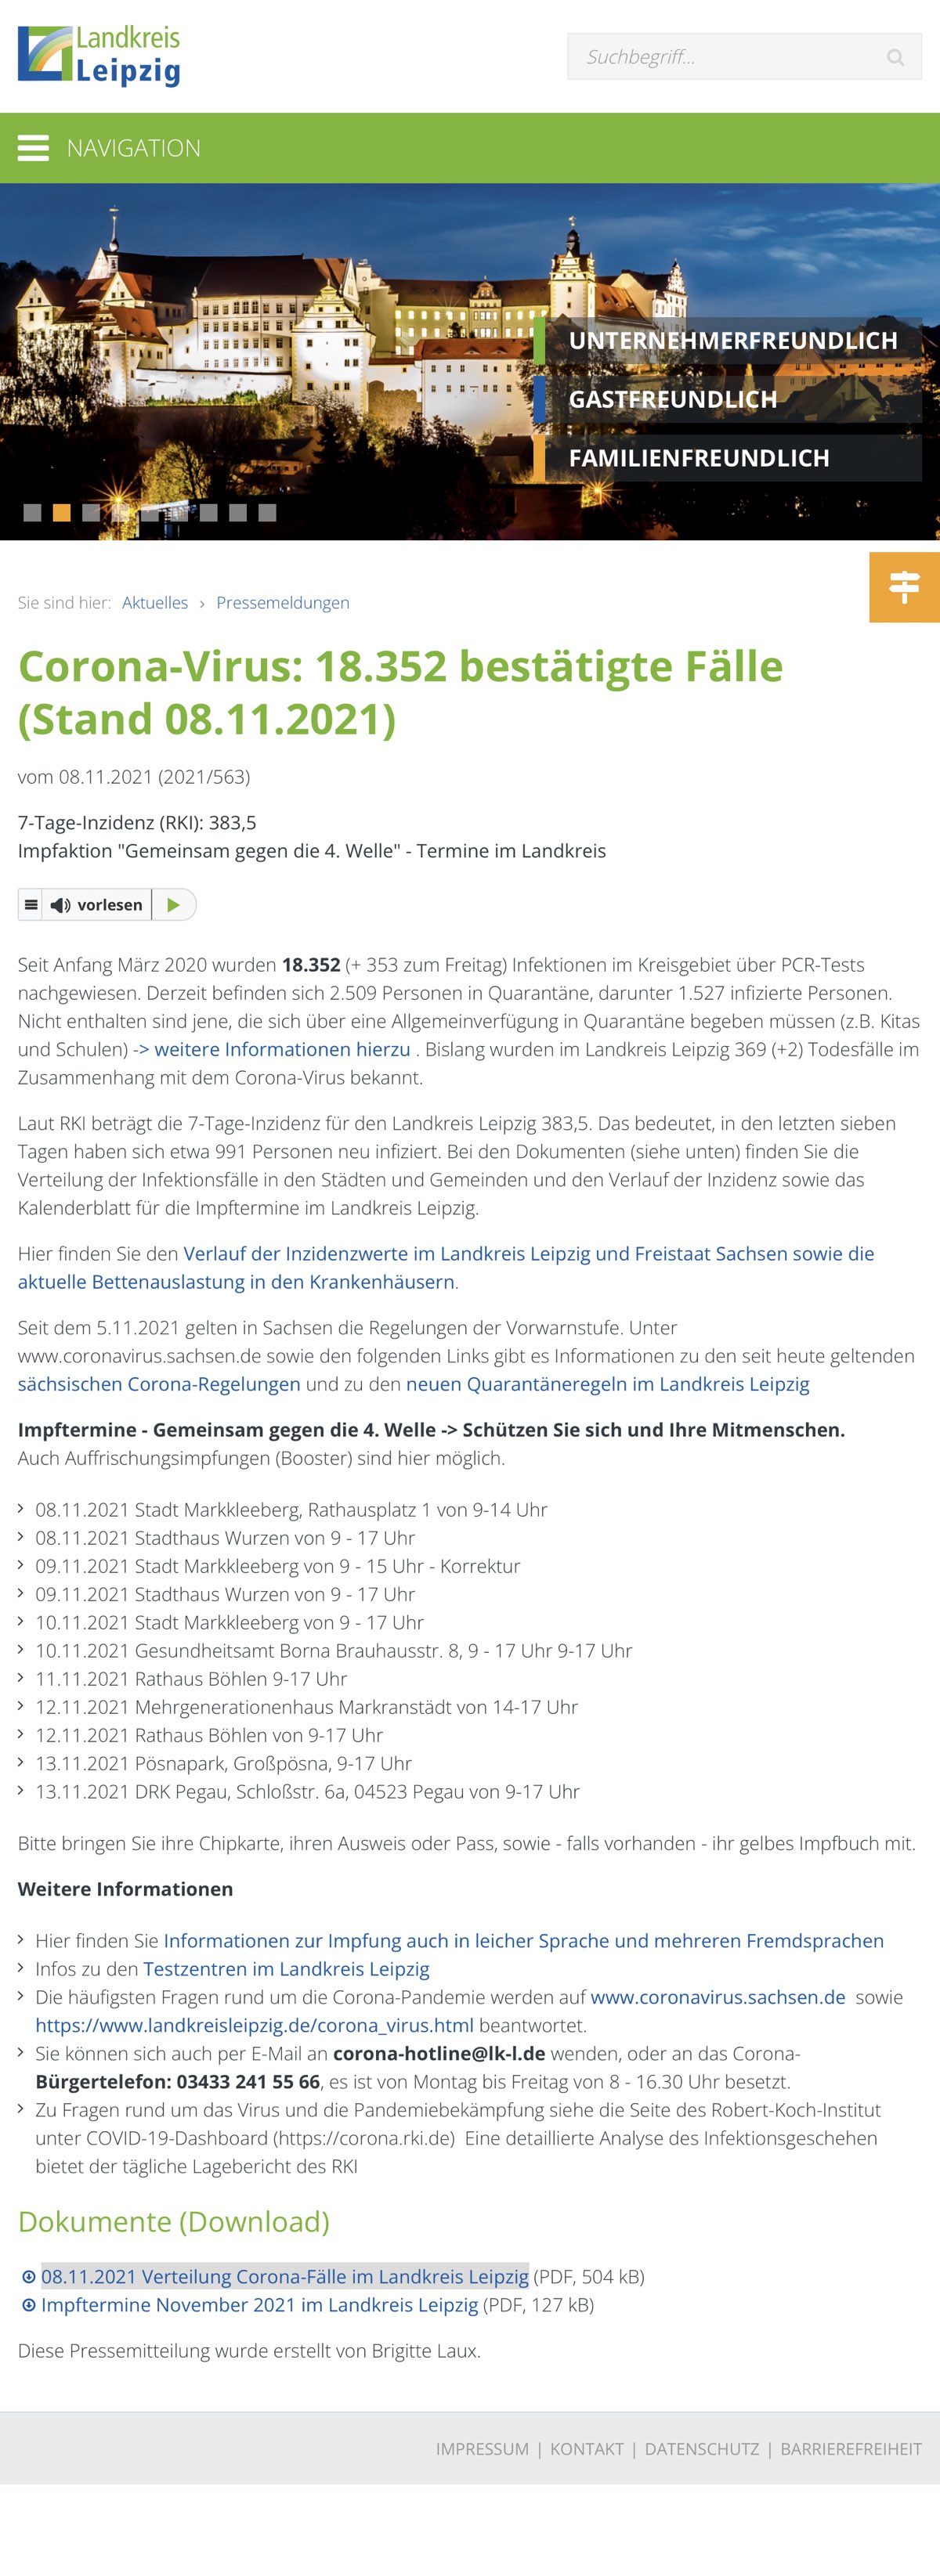 Landkreis
Leipzig
Suchbegriff...
NAVIGATION
UNTERNEHMERFREUNDLICH
GASTFREUNDLICH
FAMILIENFREUNDLICH
Sie sind hier: Aktuelles › Pressemeldungen
Corona-Virus: 18.352 bestätigte Fälle
(Stand 08.11.2021)
vom 08.11.2021 (2021/563)
7-Tage-Inzidenz (RKI): 383,5
Impfaktion "Gemeinsam gegen die 4. Welle" - Termine im Landkreis
vorlesen
Seit Anfang März 2020 wurden 18.352 (+ 353 zum Freitag) Infektionen im Kreisgebiet über PCR-Tests
nachgewiesen. Derzeit befinden sich 2.509 Personen in Quarantäne, darunter 1.527 infizierte Personen.
Nicht enthalten sind jene, die sich über eine Allgemeinverfügung in Quarantäne begeben müssen (z.B. Kitas
und Schulen) -> weitere Informationen hierzu . Bislang wurden im Landkreis Leipzig 369 (+2) Todesfälle im
Zusammenhang mit dem Corona-Virus bekannt.
Laut RKI beträgt die 7-Tage-Inzidenz für den Landkreis Leipzig 383,5. Das bedeutet, in den letzten sieben
Tagen haben sich etwa 991 Personen neu infiziert. Bei den Dokumenten (siehe unten) finden Sie die
Verteilung der Infektionsfälle in den Städten und Gemeinden und den Verlauf der Inzidenz sowie das
Kalenderblatt für die Impftermine im Landkreis Leipzig.
Hier finden Sie den Verlauf der Inzidenzwerte im Landkreis Leipzig und Freistaat Sachsen sowie die
aktuelle Bettenauslastung in den Krankenhäusern.
Seit dem 5.11.2021 gelten in Sachsen die Regelungen der Vorwarnstufe. Unter
www.coronavirus.sachsen.de sowie den folgenden Links gibt es Informationen zu den seit heute geltenden
sächsischen Corona-Regelungen und zu den neuen Quarantäneregeln im Landkreis Leipzig
Impftermine - Gemeinsam gegen die 4. Welle -> Schützen Sie sich und Ihre Mitmenschen.
Auch Auffrischungsimpfungen (Booster) sind hier möglich.
08.11.2021 Stadt Markkleeberg, Rathausplatz 1 von 9-14 Uhr
08.11.2021 Stadthaus Wurzen von 9 - 17 Uhr
09.11.2021 Stadt Markkleeberg von 9 - 15 Uhr - Korrektur
09.11.2021 Stadthaus Wurzen von 9 - 17 Uhr
10.11.2021 Stadt Markkleeberg von 9 - 17 Uhr
10.11.2021 Gesundheitsamt Borna Brauhausstr. 8, 9 - 17 Uhr 9-17 Uhr
11.11.2021 Rathaus Böhlen 9-17 Uhr
12.11.2021 Mehrgenerationenhaus Markranstädt von 14-17 Uhr
12.11.2021 Rathaus Böhlen von 9-17 Uhr
13.11.2021 Pösnapark, Großpösna, 9-17 Uhr
13.11.2021 DRK Pegau, Schloßstr. 6a, 04523 Pegau von 9-17 Uhr
Bitte bringen Sie ihre Chipkarte, ihren Ausweis oder Pass, sowie - falls vorhanden - ihr gelbes Impfbuch mit.
Weitere Informationen
Hier finden Sie Informationen zur Impfung auch in leicher Sprache und mehreren Fremdsprachen
Infos zu den Testzentren im Landkreis Leipzig
Die häufigsten Fragen rund um die Corona-Pandemie werden auf www.coronavirus.sachsen.de sowie
https://www.landkreisleipzig.de/corona_virus.html beantwortet.
Sie können sich auch per E-Mail an corona-hotline@lk-l.de wenden, oder an das Corona-
Bürgertelefon: 03433 241 55 66, es ist von Montag bis Freitag von 8 - 16.30 Uhr besetzt.
Zu Fragen rund um das Virus und die Pandemiebekämpfung siehe die Seite des Robert-Koch-Institut
unter COVID-19-Dashboard (https://corona.rki.de) Eine detaillierte Analyse des Infektionsgeschehen
bietet der tägliche Lagebericht des RKI
Dokumente (Download)
08.11.2021 Verteilung Corona-Fälle im Landkreis Leipzig (PDF, 504 kB)
Impftermine November 2021 im Landkreis Leipzig (PDF, 127 kB)
Diese Pressemitteilung wurde erstellt von Brigitte Laux.
IMPRESSUM | KONTAKT | DATENSCHUTZ | BARRIEREFREIHEIT